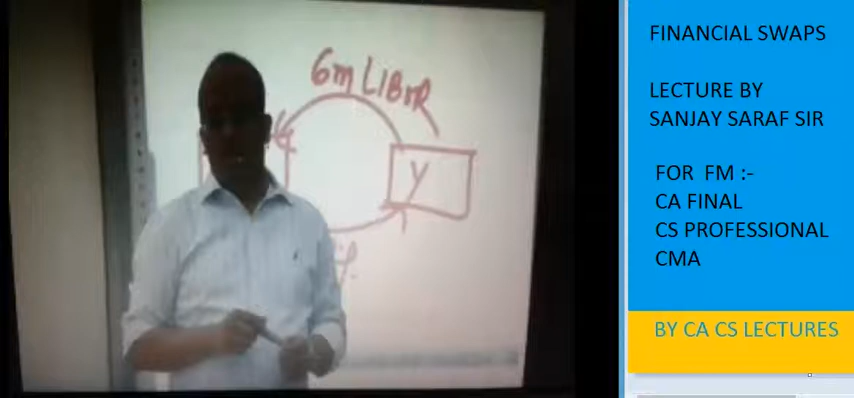 6m LIBOR
Y
%
FINANCIAL SWAPS
LECTURE BY
SANJAY SARAF SIR
FOR FM :-
CA FINAL
CS PROFESSIONAL
CMA
BY CA CS LECTURES